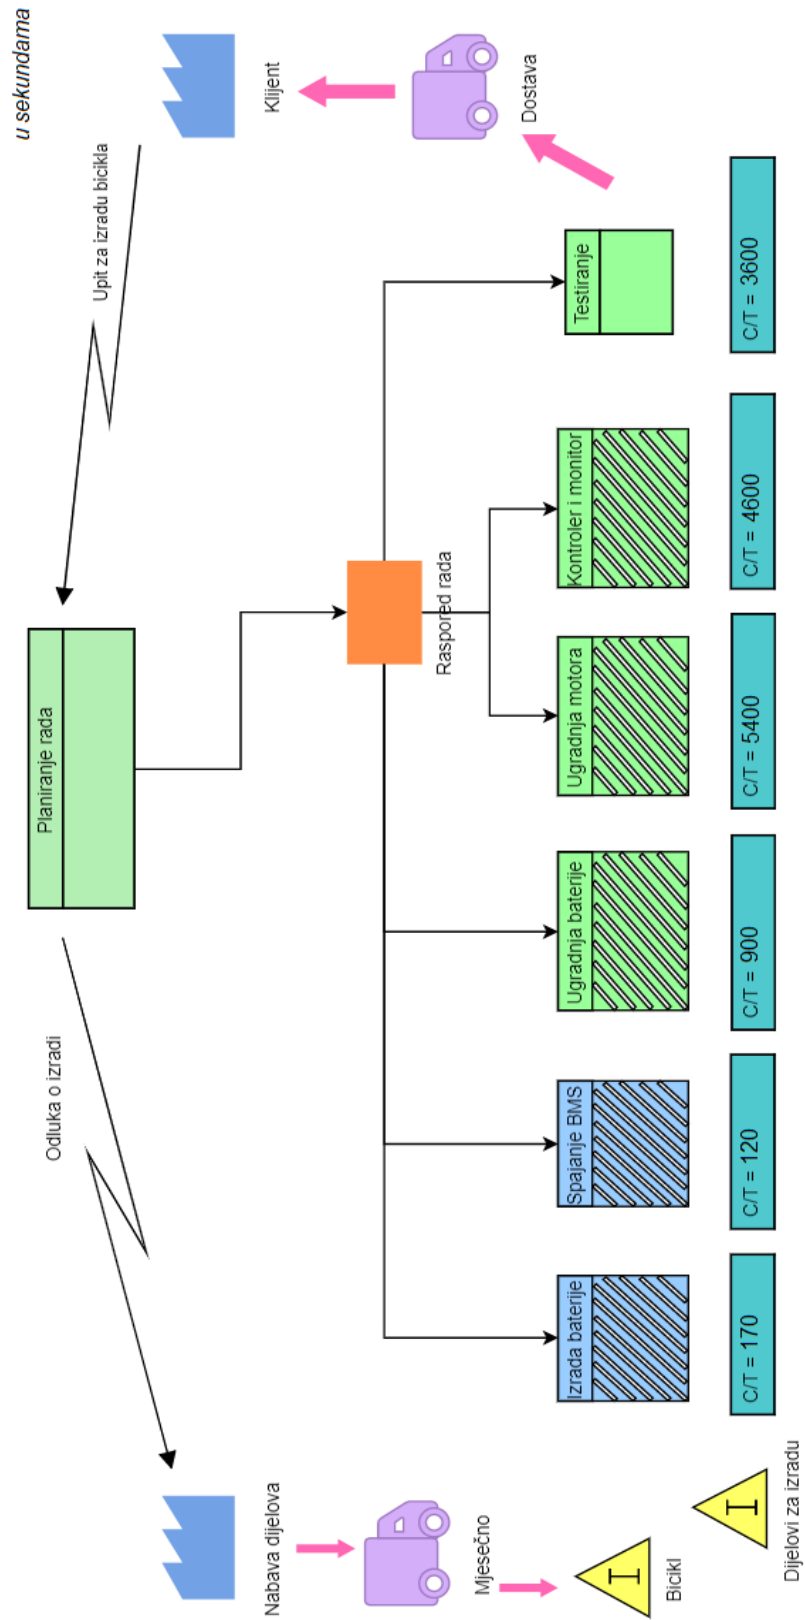 u sekundama
Odluka o izradi
Planiranje rada
Upit za izradu bicikla
Nabava dijelova
Klijent
Mjesečno
Raspored rada
Dostava
Bicikl
Izrada baterije
Spajanje BMS
Ugradnja baterije
Ugradnja motora
Kontroler i monitor
Testiranje
I
I
Dijelovi za izradu
C/T = 170
C/T = 120
C/T = 900
C/T = 5400
C/T = 4600
C/T = 3600